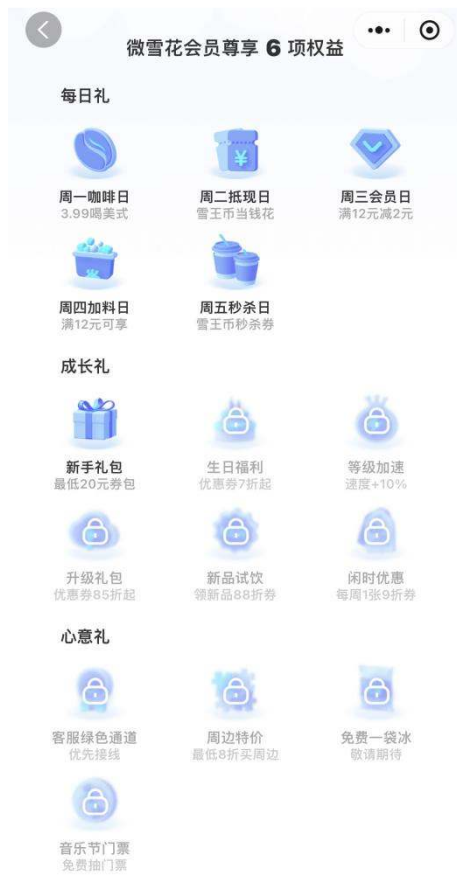 微雪花会员尊享 6 项权益
每日礼
周一咖啡日
3.99喝美式
周二抵现日
雪王币当钱花
周三会员日
满12元减2元
周四加料日
满12元可享
周五秒杀日
雪王币秒杀券
成长礼
新手礼包
最低20元券包
生日福利
优惠券7折起
等级加速
速度+10%
升级礼包
优惠券85折起
新品试饮
领新品88折券
闲时优惠
每周1张9折券
心意礼
客服绿色通道
优先接线
周边特价
最低8折买周边
免费一袋冰
敬请期待
音乐节门票
免费抽门票